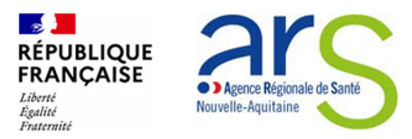 RÉPUBLIQUE
FRANÇAISE
Liberté
Égalité
Fraternité
ars
Agence Régionale de Santé
Nouvelle-Aquitaine